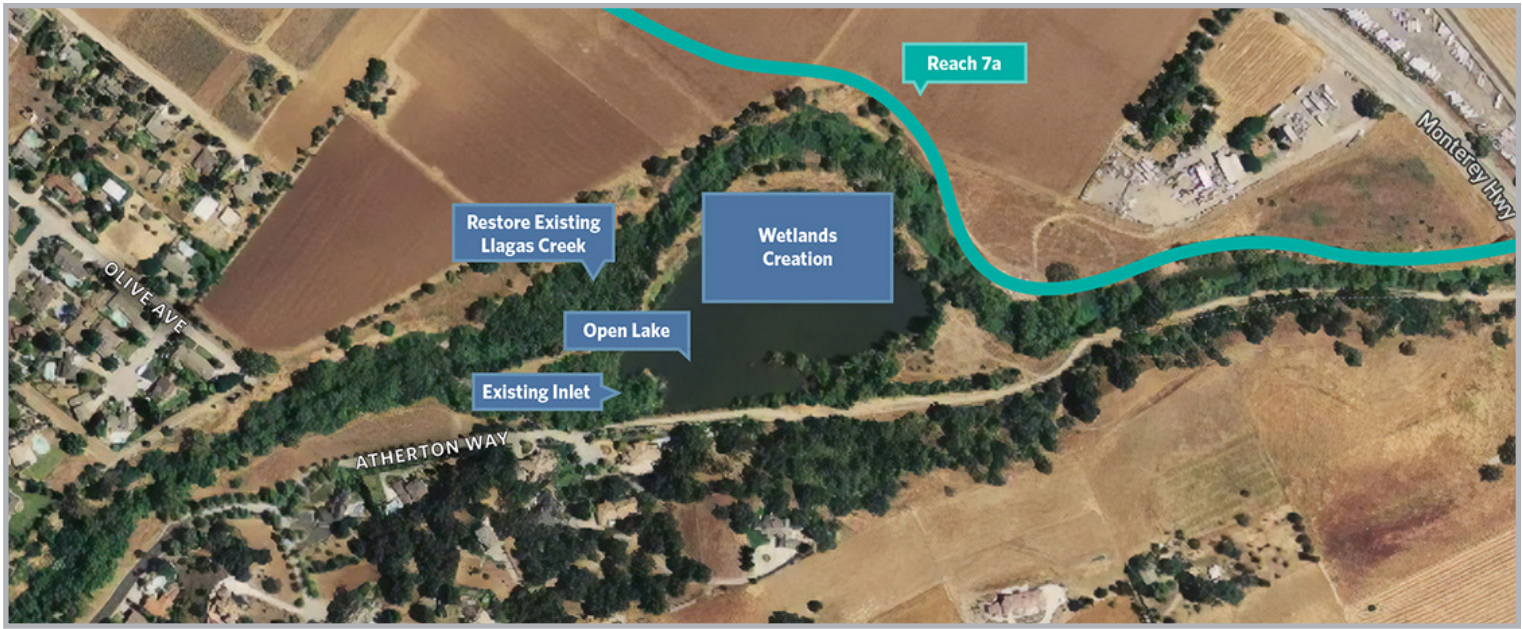 Reach 7a
Monterey Hwy
Restore Existing
Llagas Creek
Wetlands
Creation
OLIVE AVE
Open Lake
Existing Inlet
ATHERTON WAY